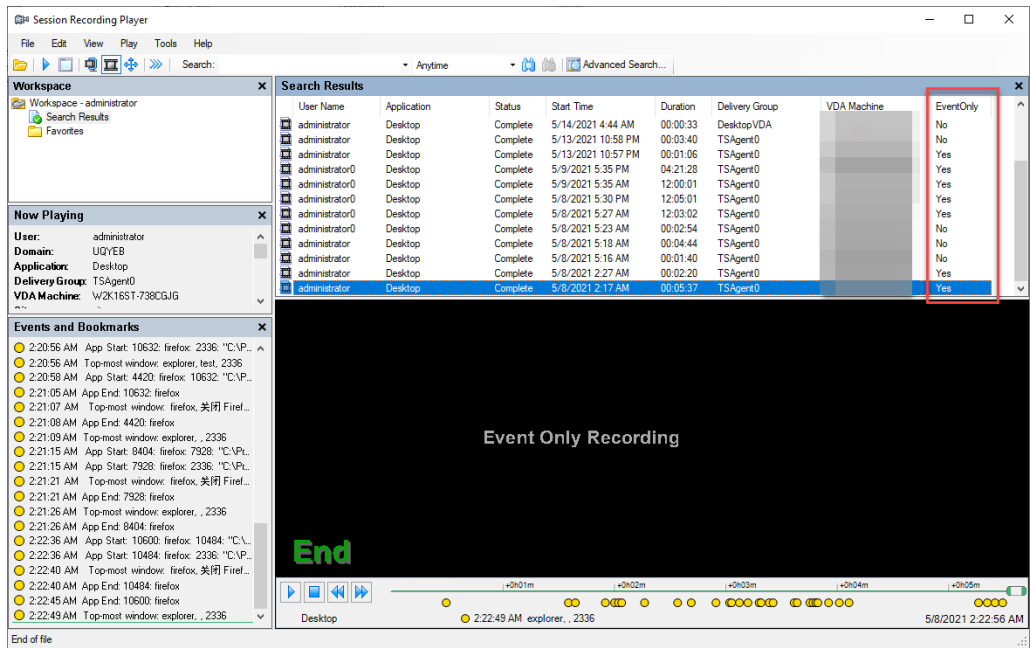 Session Recording Player
File Edit View Play Tools Help
Search: Anytime Advanced Search...
Workspace
Workspace - administrator
Search Results
Favorites
Now Playing
User: administrator
Domain: UQYEB
Application: Desktop
Delivery Group: TSAgent0
VDA Machine: W2K16ST-738CGJG
Events and Bookmarks
2:20:56 AM App Start: 10632: firefox: 2336: "C:\P...
2:20:56 AM Top-most window: explorer, test, 2336
2:20:58 AM App Start: 4420: firefox: 10632: "C:\P...
2:21:05 AM App End: 10632: firefox
2:21:07 AM Top-most window: firefox, 关闭 Firef...
2:21:08 AM App End: 4420: firefox
2:21:09 AM Top-most window: explorer, , 2336
2:21:15 AM App Start: 8404: firefox: 7928: "C:\Pr...
2:21:15 AM App Start: 7928: firefox: 2336: "C:\Pr...
2:21:21 AM Top-most window: firefox, 关闭 Firef...
2:21:21 AM App End: 7928: firefox
2:21:26 AM Top-most window: explorer, , 2336
2:21:26 AM App End: 8404: firefox
2:22:36 AM App Start: 10600: firefox: 10484: "C:\...
2:22:36 AM App Start: 10484: firefox: 2336: "C:\P...
2:22:40 AM Top-most window: firefox, 关闭 Firef...
2:22:40 AM App End: 10484: firefox
2:22:45 AM App End: 10600: firefox
2:22:49 AM Top-most window: explorer, , 2336
Search Results
User Name Application Status Start Time Duration Delivery Group VDA Machine EventOnly
administrator Desktop Complete 5/14/2021 4:44 AM 00:00:33 DesktopVDA No
administrator Desktop Complete 5/13/2021 10:58 PM 00:03:40 TSAgent0 No
administrator Desktop Complete 5/13/2021 10:57 PM 00:01:06 TSAgent0 Yes
administrator0 Desktop Complete 5/9/2021 5:35 PM 04:21:28 TSAgent0 Yes
administrator0 Desktop Complete 5/9/2021 5:35 AM 12:00:01 TSAgent0 Yes
administrator0 Desktop Complete 5/8/2021 5:30 PM 12:05:01 TSAgent0 Yes
administrator0 Desktop Complete 5/8/2021 5:27 AM 12:03:02 TSAgent0 Yes
administrator0 Desktop Complete 5/8/2021 5:23 AM 00:02:54 TSAgent0 No
administrator Desktop Complete 5/8/2021 5:18 AM 00:04:44 TSAgent0 No
administrator Desktop Complete 5/8/2021 5:16 AM 00:01:40 TSAgent0 No
administrator Desktop Complete 5/8/2021 2:27 AM 00:02:20 TSAgent0 Yes
administrator Desktop Complete 5/8/2021 2:17 AM 00:05:37 TSAgent0 Yes
Event Only Recording
End
+0h01m +0h02m +0h03m +0h04m +0h05m
Desktop 2:22:49 AM explorer, , 2336 5/8/2021 2:22:56 AM
End of file